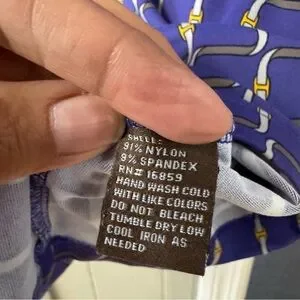 SHELL:
91% NYLON
9% SPANDEX
RN# 16859
HAND WASH COLD
WITH LIKE COLORS
DO NOT BLEACH
TUMBLE DRY LOW
COOL IRON AS
NEEDED